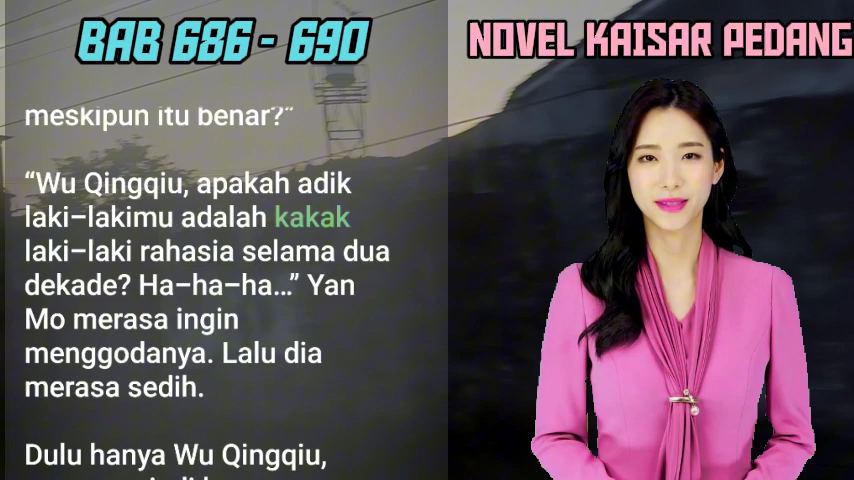 BAB 686 - 690
NOVEL KAISAR PEDANG
meskipun itu benar?”
“Wu Qingqiu, apakah adik
laki–lakimu adalah kakak
laki–laki rahasia selama dua
dekade? Ha–ha–ha…” Yan
Mo merasa ingin
menggodanya. Lalu dia
merasa sedih.
Dulu hanya Wu Qingqiu,